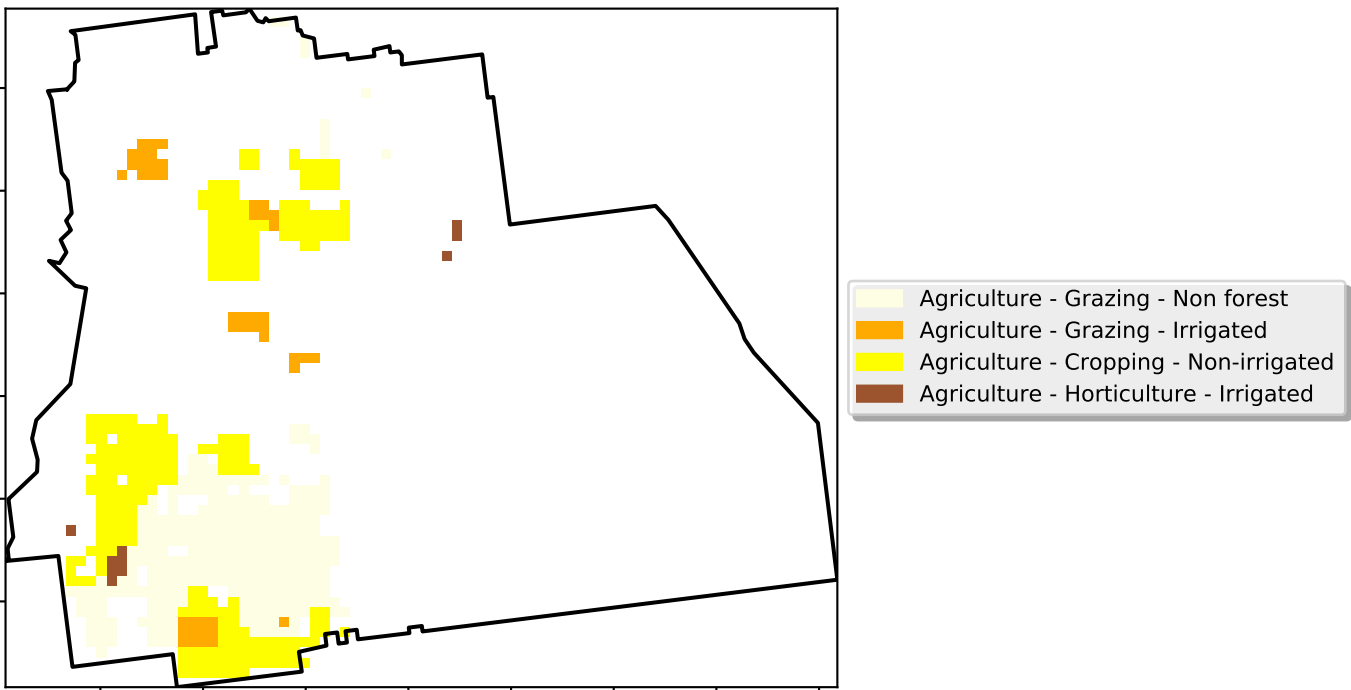 Agriculture - Grazing - Non forest
Agriculture - Grazing - Irrigated
Agriculture - Cropping - Non-irrigated
Agriculture - Horticulture - Irrigated